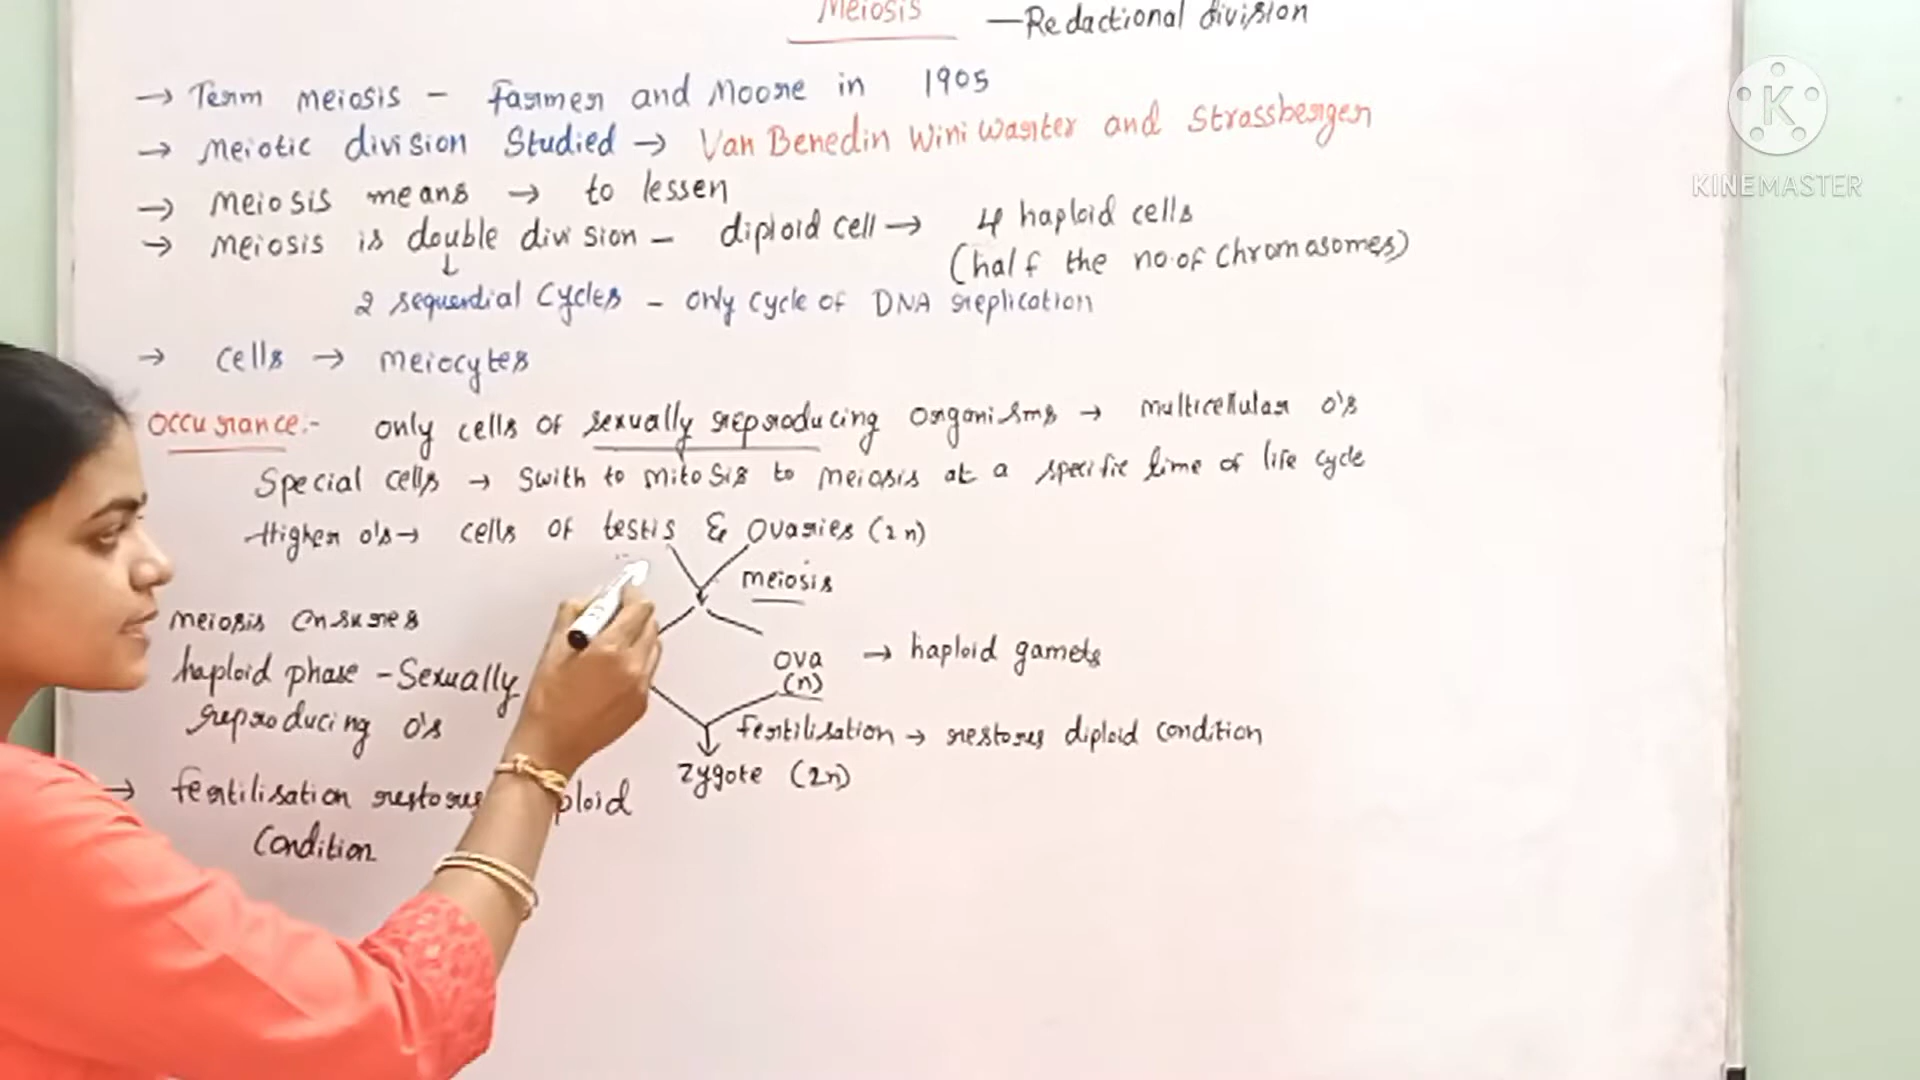 Meiosis — Redactional division
→ Term meiosis - Farmer and Moore in 1905
→ Meiotic division Studied → Van Benedin Wini warter and Strassberger
→ meiosis means → to lessen
→ meiosis is double division - diploid cell → 4 haploid cells
(half the no.of Chromasomes)
↓
2 sequential Cycles - only cycle of DNA replication
→ cells → meiocytes
Occurance:- only cells of sexually reproducing organisms → multicellular o's
Special cells → swith to mitosis to meiosis at a specific time of life cycle
Higher o's → cells of testis & Ovaries (2n)
meiosis
meiosis ensures
haploid phase - Sexually
reproducing o's
Ova → haploid gamets
(n)
fertilisation → restores diploid condition
Zygote (2n)
→ fertilisation restores ploid
Condition
K
KINEMASTER